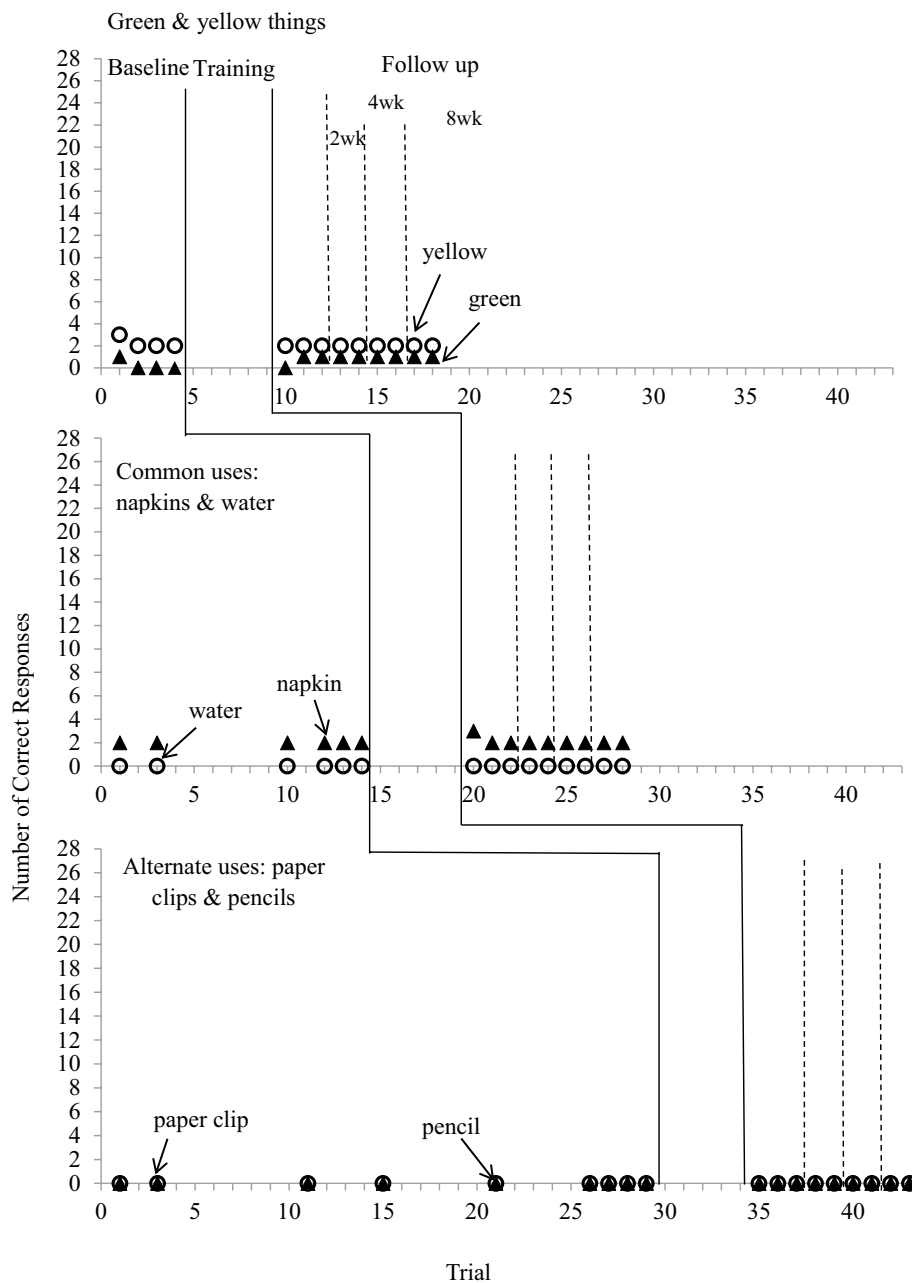 Green & yellow things
28
Baseline Training
Follow up
26
24
4wk
22
8wk
2wk
20
18
16
14
12
10
yellow
8
green
6
4
2
0
0 5 10 15 20 25 30 35 40
28
26
Common uses:
24
napkins & water
22
20
18
16
14
12
10
8
napkin
6
water
4
2
0
0 5 10 15 20 25 30 35 40
Number of Correct Responses
28
Alternate uses: paper
26
clips & pencils
24
22
20
18
16
14
12
10
8
6
paper clip
pencil
4
2
0
0 5 10 15 20 25 30 35 40
Trial